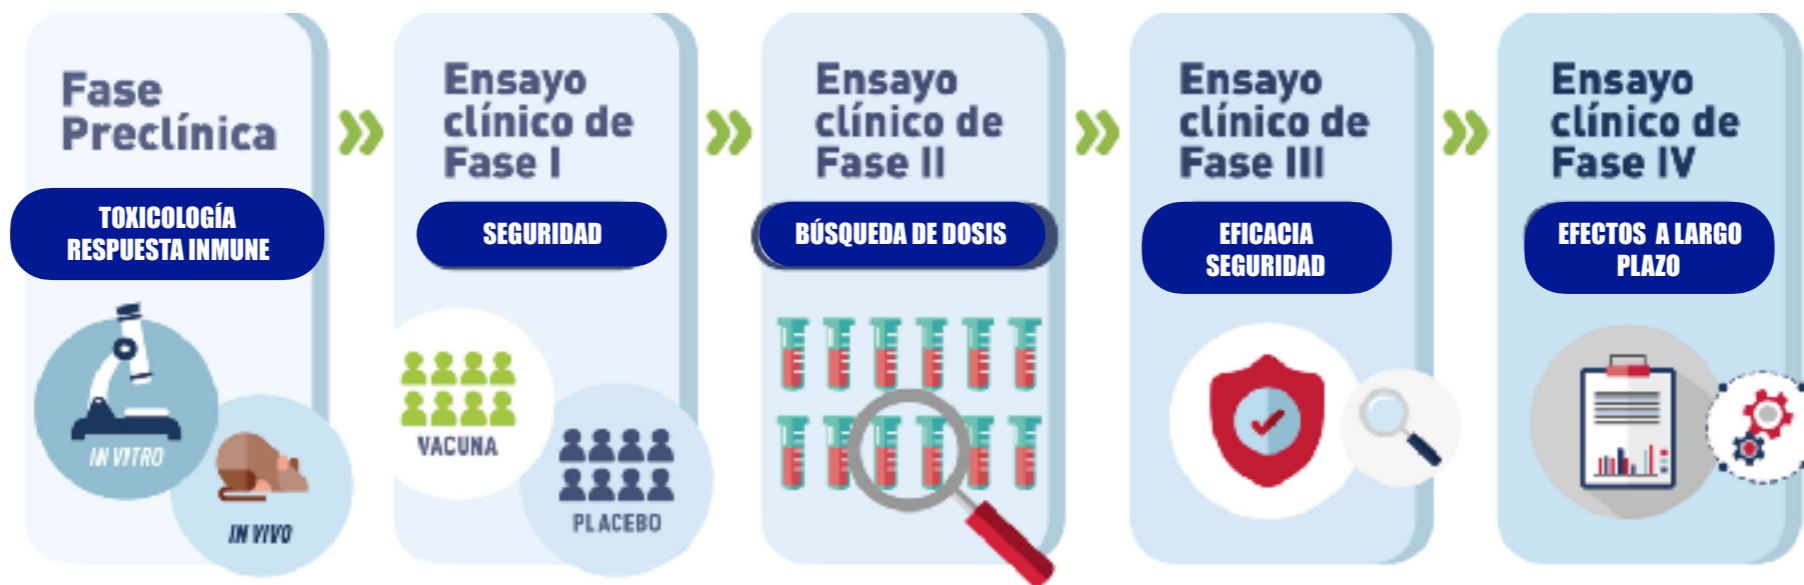 Fase
Preclínica
TOXICOLOGÍA
RESPUESTA INMUNE
IN VITRO
IN VIVO
Ensayo
clínico de
Fase I
SEGURIDAD
VACUNA
PLACEBO
Ensayo
clínico de
Fase II
BÚSQUEDA DE DOSIS
Ensayo
clínico de
Fase III
EFICACIA
SEGURIDAD
Ensayo
clínico de
Fase IV
EFECTOS A LARGO
PLAZO